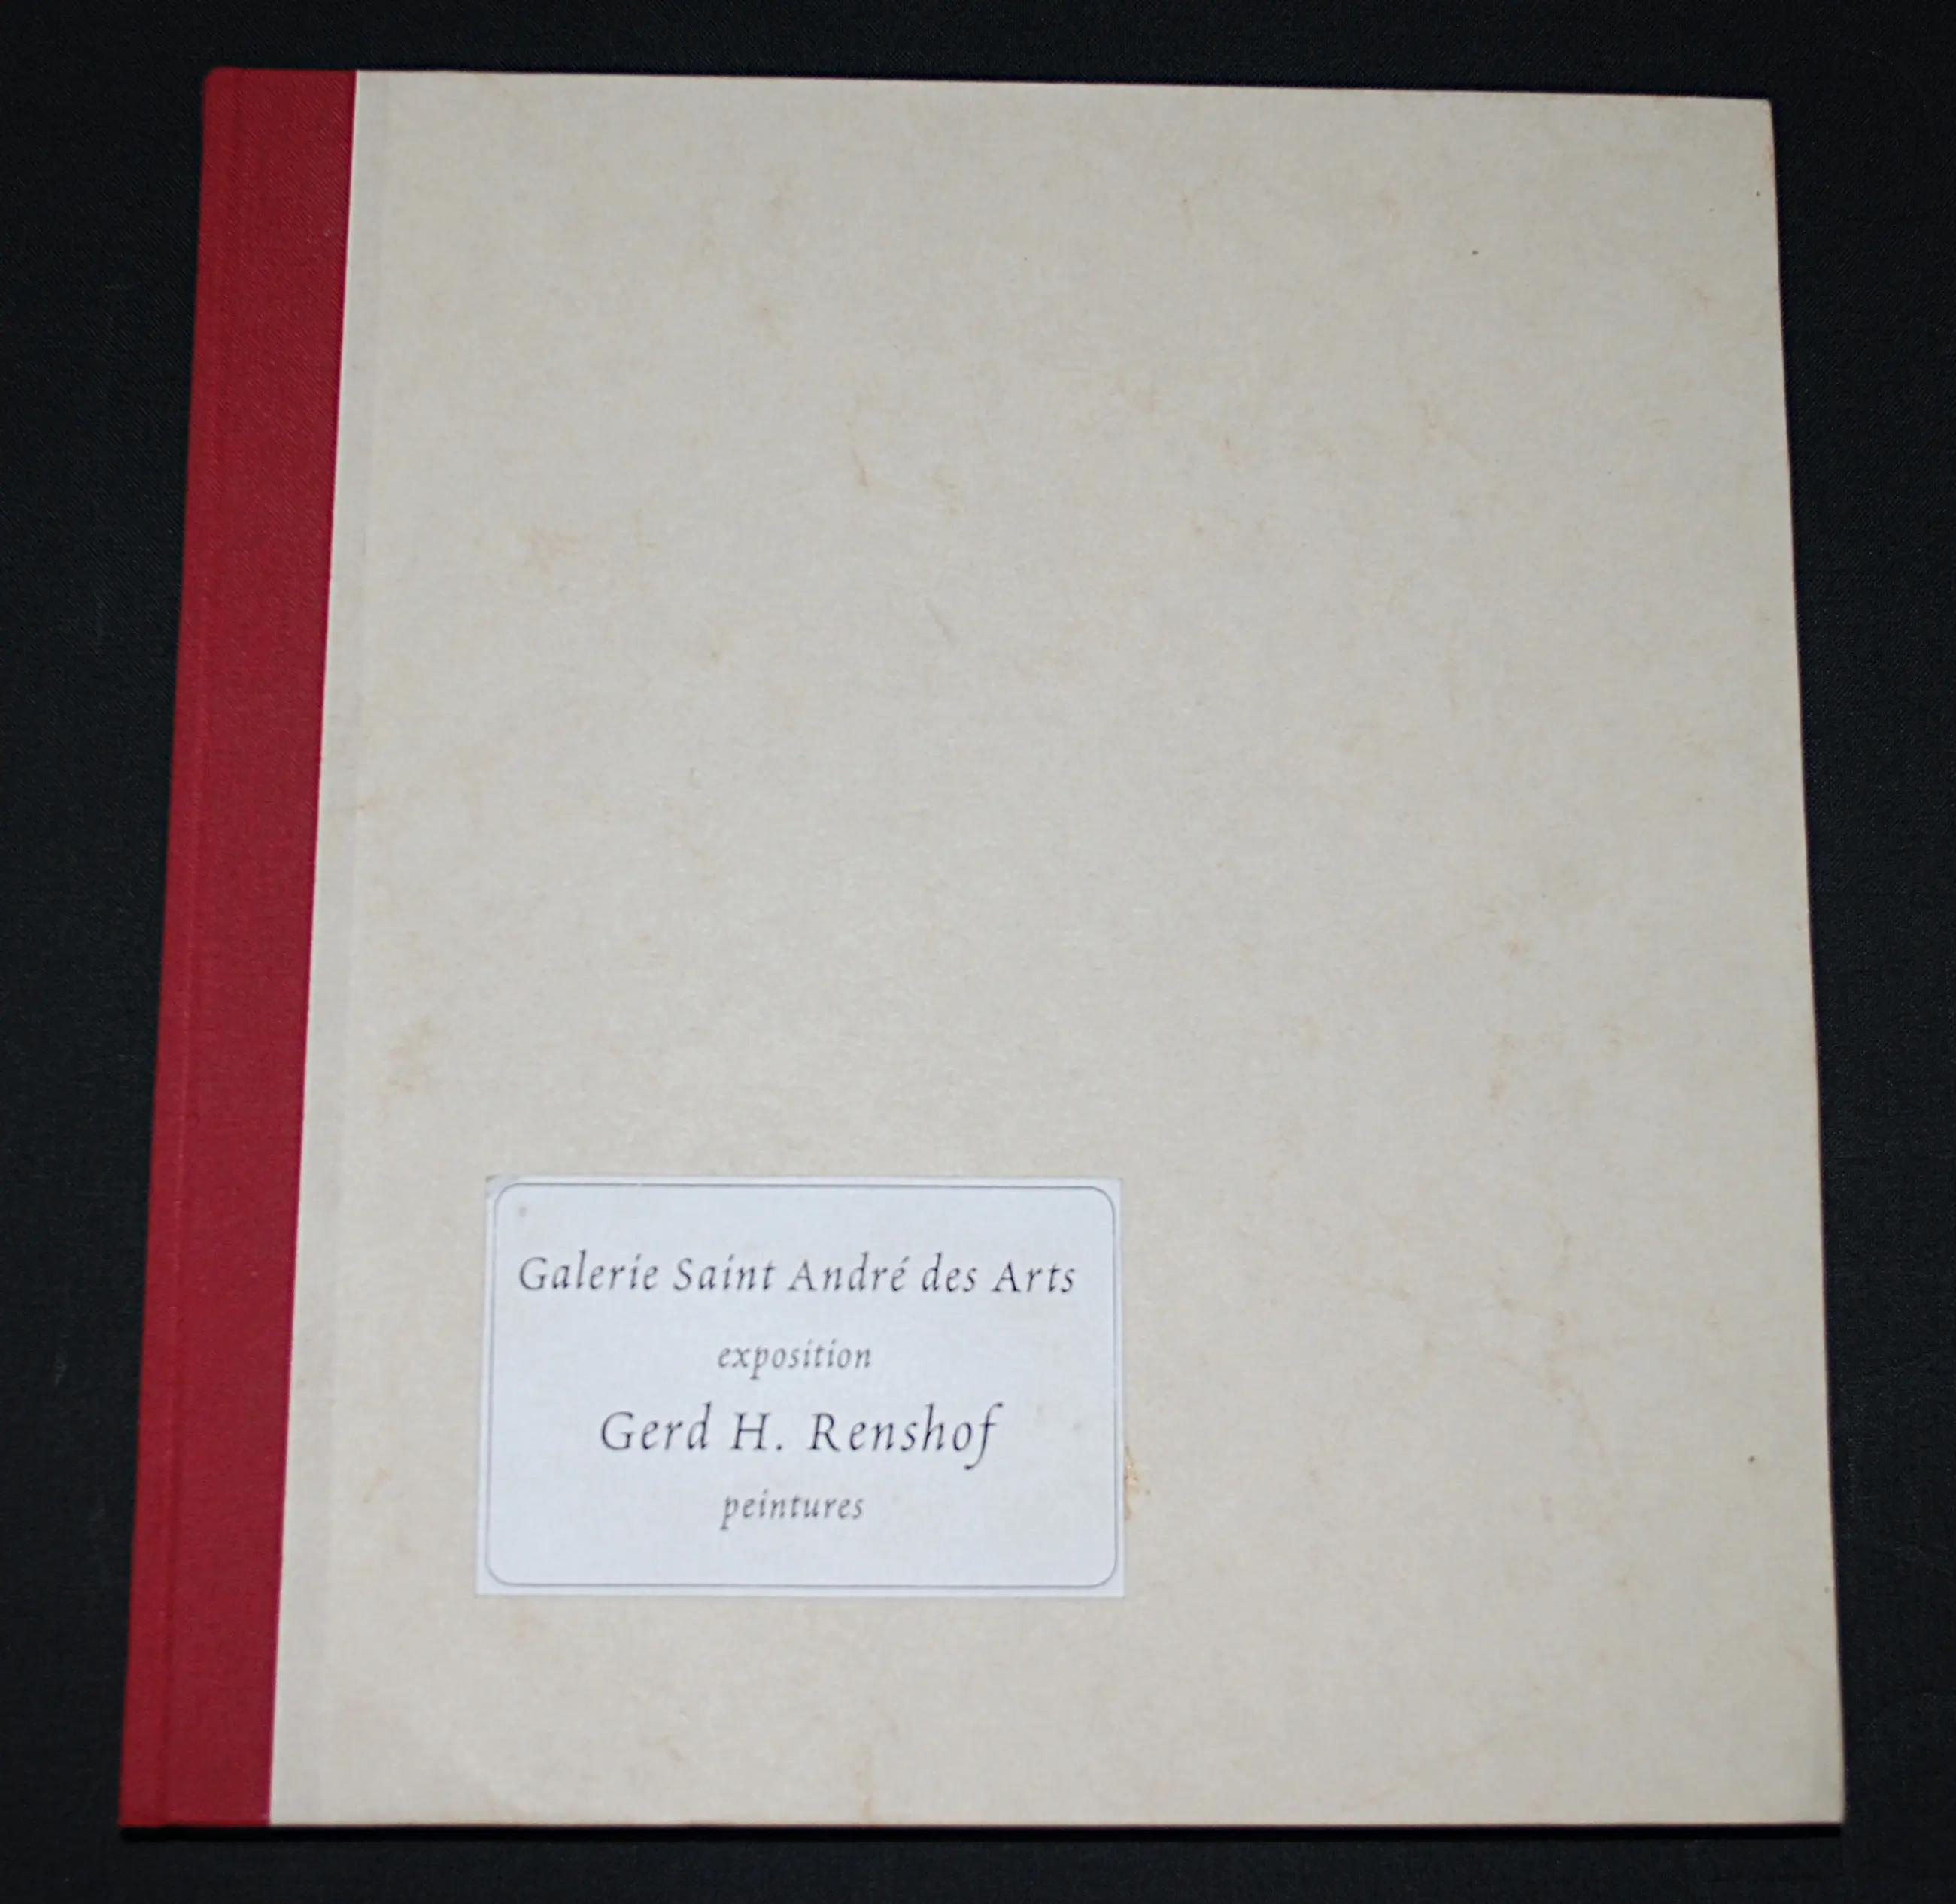 Galerie Saint André des Arts
exposition
Gerd H. Renshof
peintures